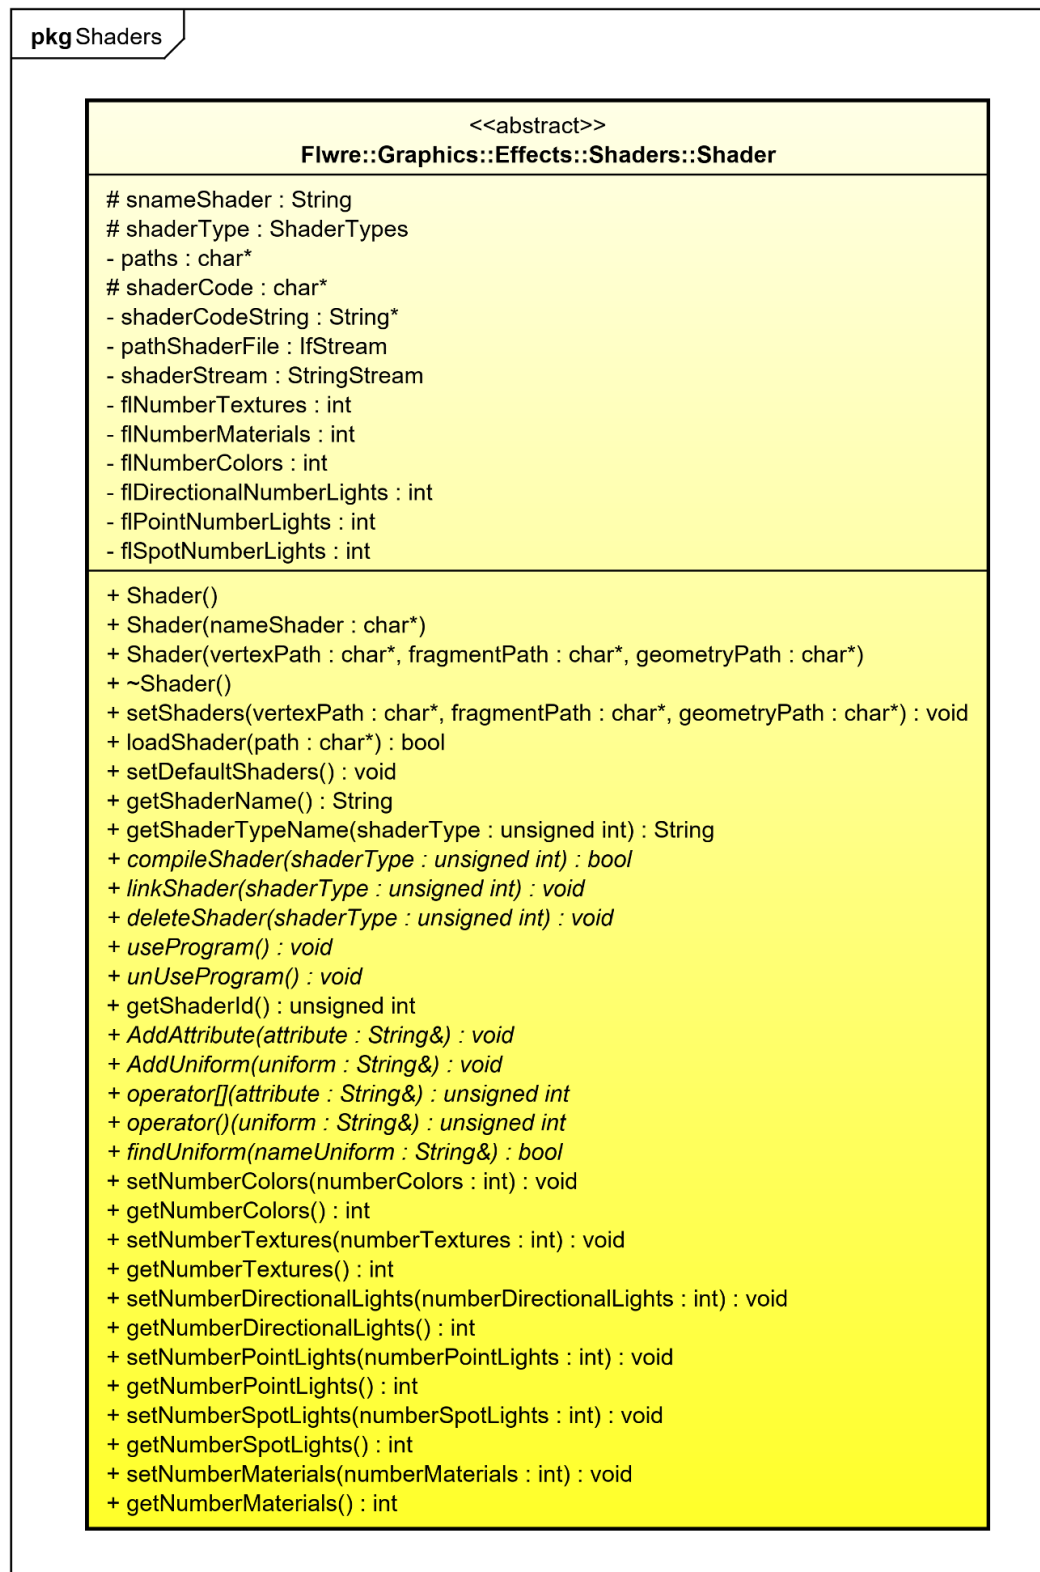 pkg Shaders
<<abstract>>
Flwre::Graphics::Effects::Shaders::Shader
# snameShader : String
# shaderType : ShaderTypes
- paths : char*
# shaderCode : char*
- shaderCodeString : String*
- pathShaderFile : IfStream
- shaderStream : StringStream
- flNumberTextures : int
- flNumberMaterials : int
- flNumberColors : int
- flDirectionalNumberLights : int
- flPointNumberLights : int
- flSpotNumberLights : int
+ Shader()
+ Shader(nameShader : char*)
+ Shader(vertexPath : char*, fragmentPath : char*, geometryPath : char*)
+ ~Shader()
+ setShaders(vertexPath : char*, fragmentPath : char*, geometryPath : char*) : void
+ loadShader(path : char*) : bool
+ setDefaultShaders() : void
+ getShaderName() : String
+ getShaderTypeName(shaderType : unsigned int) : String
+ compileShader(shaderType : unsigned int) : bool
+ linkShader(shaderType : unsigned int) : void
+ deleteShader(shaderType : unsigned int) : void
+ useProgram() : void
+ unUseProgram() : void
+ getShaderId() : unsigned int
+ AddAttribute(attribute : String&) : void
+ AddUniform(uniform : String&) : void
+ operator[](attribute : String&) : unsigned int
+ operator()(uniform : String&) : unsigned int
+ findUniform(nameUniform : String&) : bool
+ setNumberColors(numberColors : int) : void
+ getNumberColors() : int
+ setNumberTextures(numberTextures : int) : void
+ getNumberTextures() : int
+ setNumberDirectionalLights(numberDirectionalLights : int) : void
+ getNumberDirectionalLights() : int
+ setNumberPointLights(numberPointLights : int) : void
+ getNumberPointLights() : int
+ setNumberSpotLights(numberSpotLights : int) : void
+ getNumberSpotLights() : int
+ setNumberMaterials(numberMaterials : int) : void
+ getNumberMaterials() : int